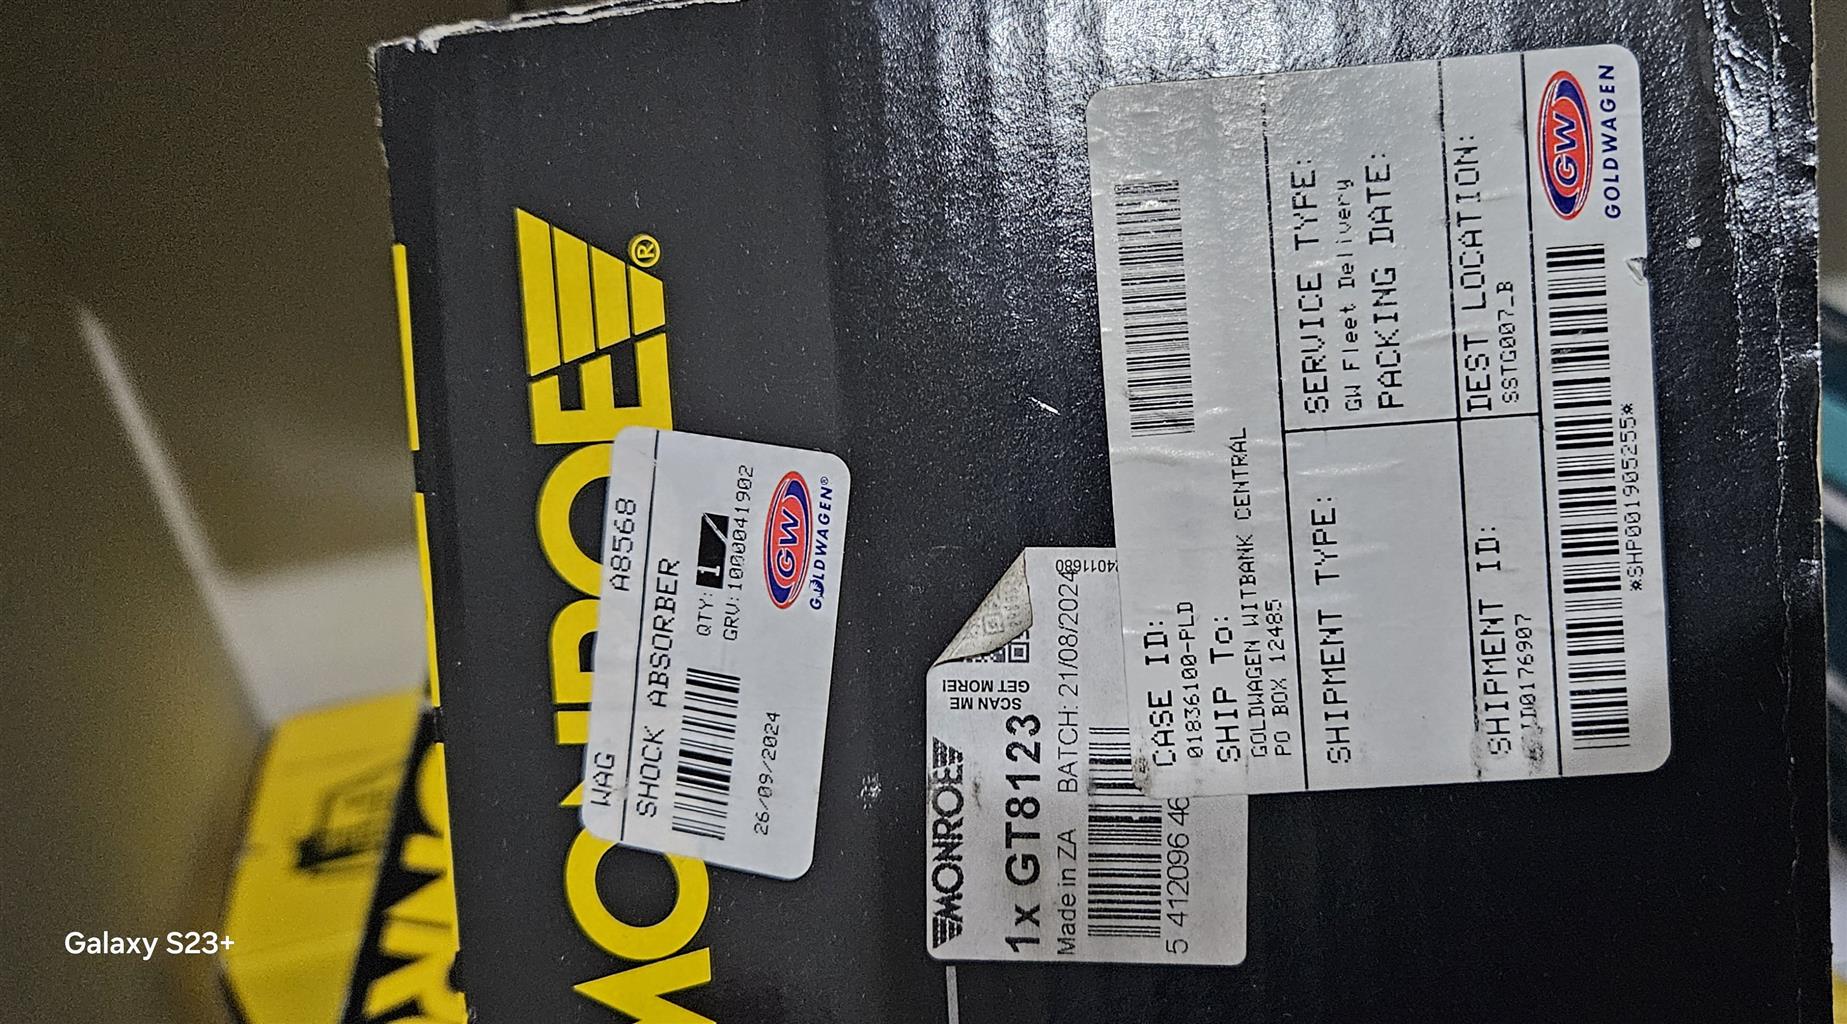 MONROE®
WAG A8568
SHOCK ABSORBER
QTY: 1
GRV:1000041902
26/09/2024
GW
GOLDWAGEN®
MONROE
SCAN ME
GET MORE!
1x GT8123
Made in ZA BATCH: 21/08/2024
5 412096 46
CASE ID:
01836100-PLD
SHIP To:
GOLDWAGEN WITBANK CENTRAL
PO BOX 12485
SHIPMENT TYPE:
SERVICE TYPE:
GW Fleet Delivery
PACKING DATE:
SHIPMENT ID:
DEST LOCATION:
SSTG007_B
*SHP001905255*
GW
GOLDWAGEN
Galaxy S23+